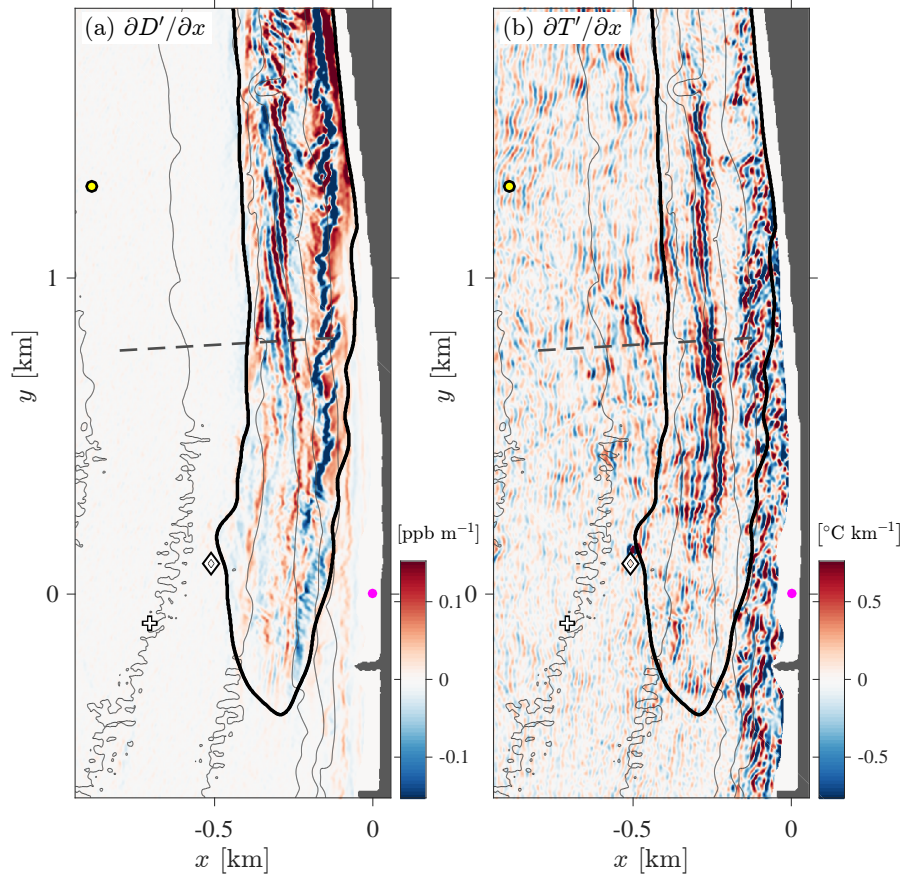 (a) ∂D′/∂x
(b) ∂T′/∂x
1
1
y [km]
y [km]
[ppb m⁻¹]
[°C km⁻¹]
0.1
0
-0.1
0.5
0
-0.5
0
0
-0.5
0
-0.5
0
x [km]
x [km]